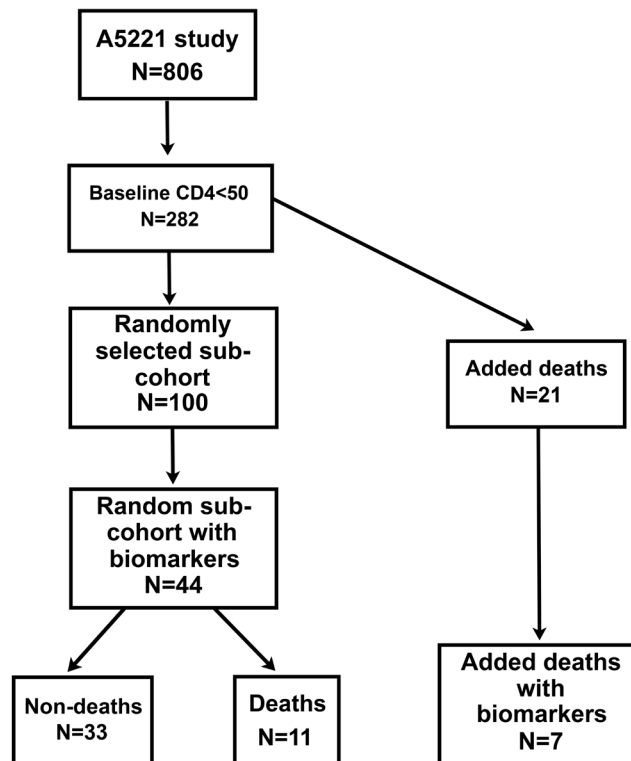 A5221 study
N=806
Baseline CD4<50
N=282
Randomly
selected sub-
cohort
N=100
Added deaths
N=21
Random sub-
cohort with
biomarkers
N=44
Non-deaths
N=33
Deaths
N=11
Added deaths
with
biomarkers
N=7